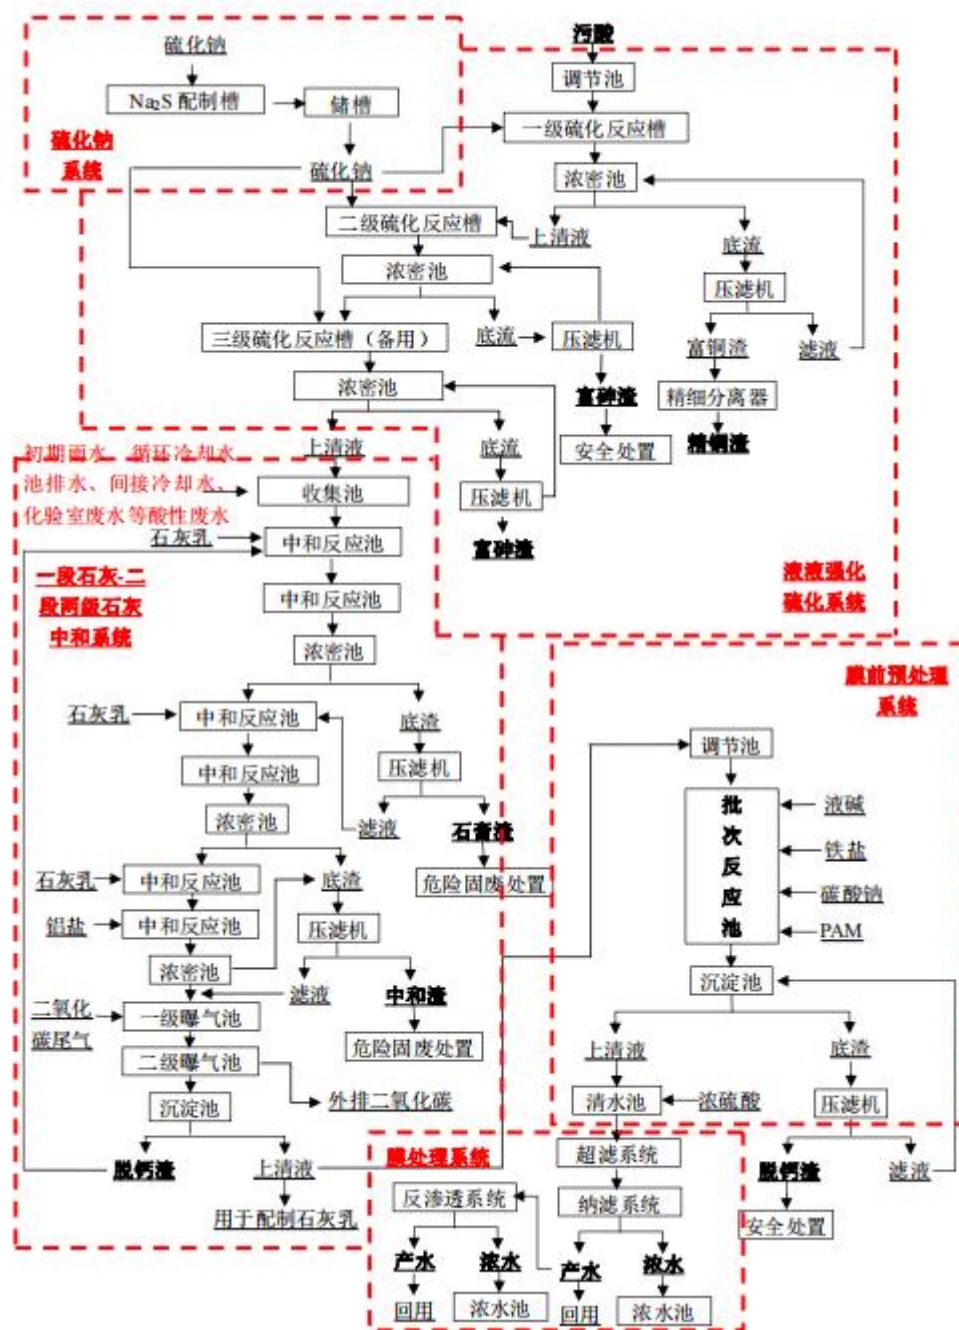 硫化钠
Na₂S 配制槽
储槽
硫化钠
系统
硫化钠
污酸
调节池
一级硫化反应槽
浓密池
上清液
底流
压滤机
富铜渣
滤液
精细分离器
精铜渣
二级硫化反应槽
浓密池
底流
压滤机
富砷渣
安全处置
三级硫化反应槽（备用）
浓密池
上清液
底流
压滤机
富砷渣
液液强化
硫化系统
初期雨水、循环冷却水
池排水、间接冷却水、
化验室废水等酸性废水
收集池
石灰乳
中和反应池
一段石灰-二
段两级石灰
中和系统
中和反应池
浓密池
石灰乳
中和反应池
底渣
中和反应池
压滤机
浓密池
滤液
石膏渣
危险固废处置
石灰乳
中和反应池
底渣
铝盐
中和反应池
压滤机
浓密池
滤液
中和渣
危险固废处置
二氧化
碳尾气
一级曝气池
二级曝气池
外排二氧化碳
沉淀池
脱钙渣
上清液
用于配制石灰乳
膜前预处理
系统
调节池
批
次
反
应
池
液碱
铁盐
碳酸钠
PAM
沉淀池
上清液
底渣
清水池
浓硫酸
压滤机
脱钙渣
滤液
安全处置
膜处理系统
超滤系统
反渗透系统
纳滤系统
产水
浓水
产水
浓水
回用
浓水池
回用
浓水池